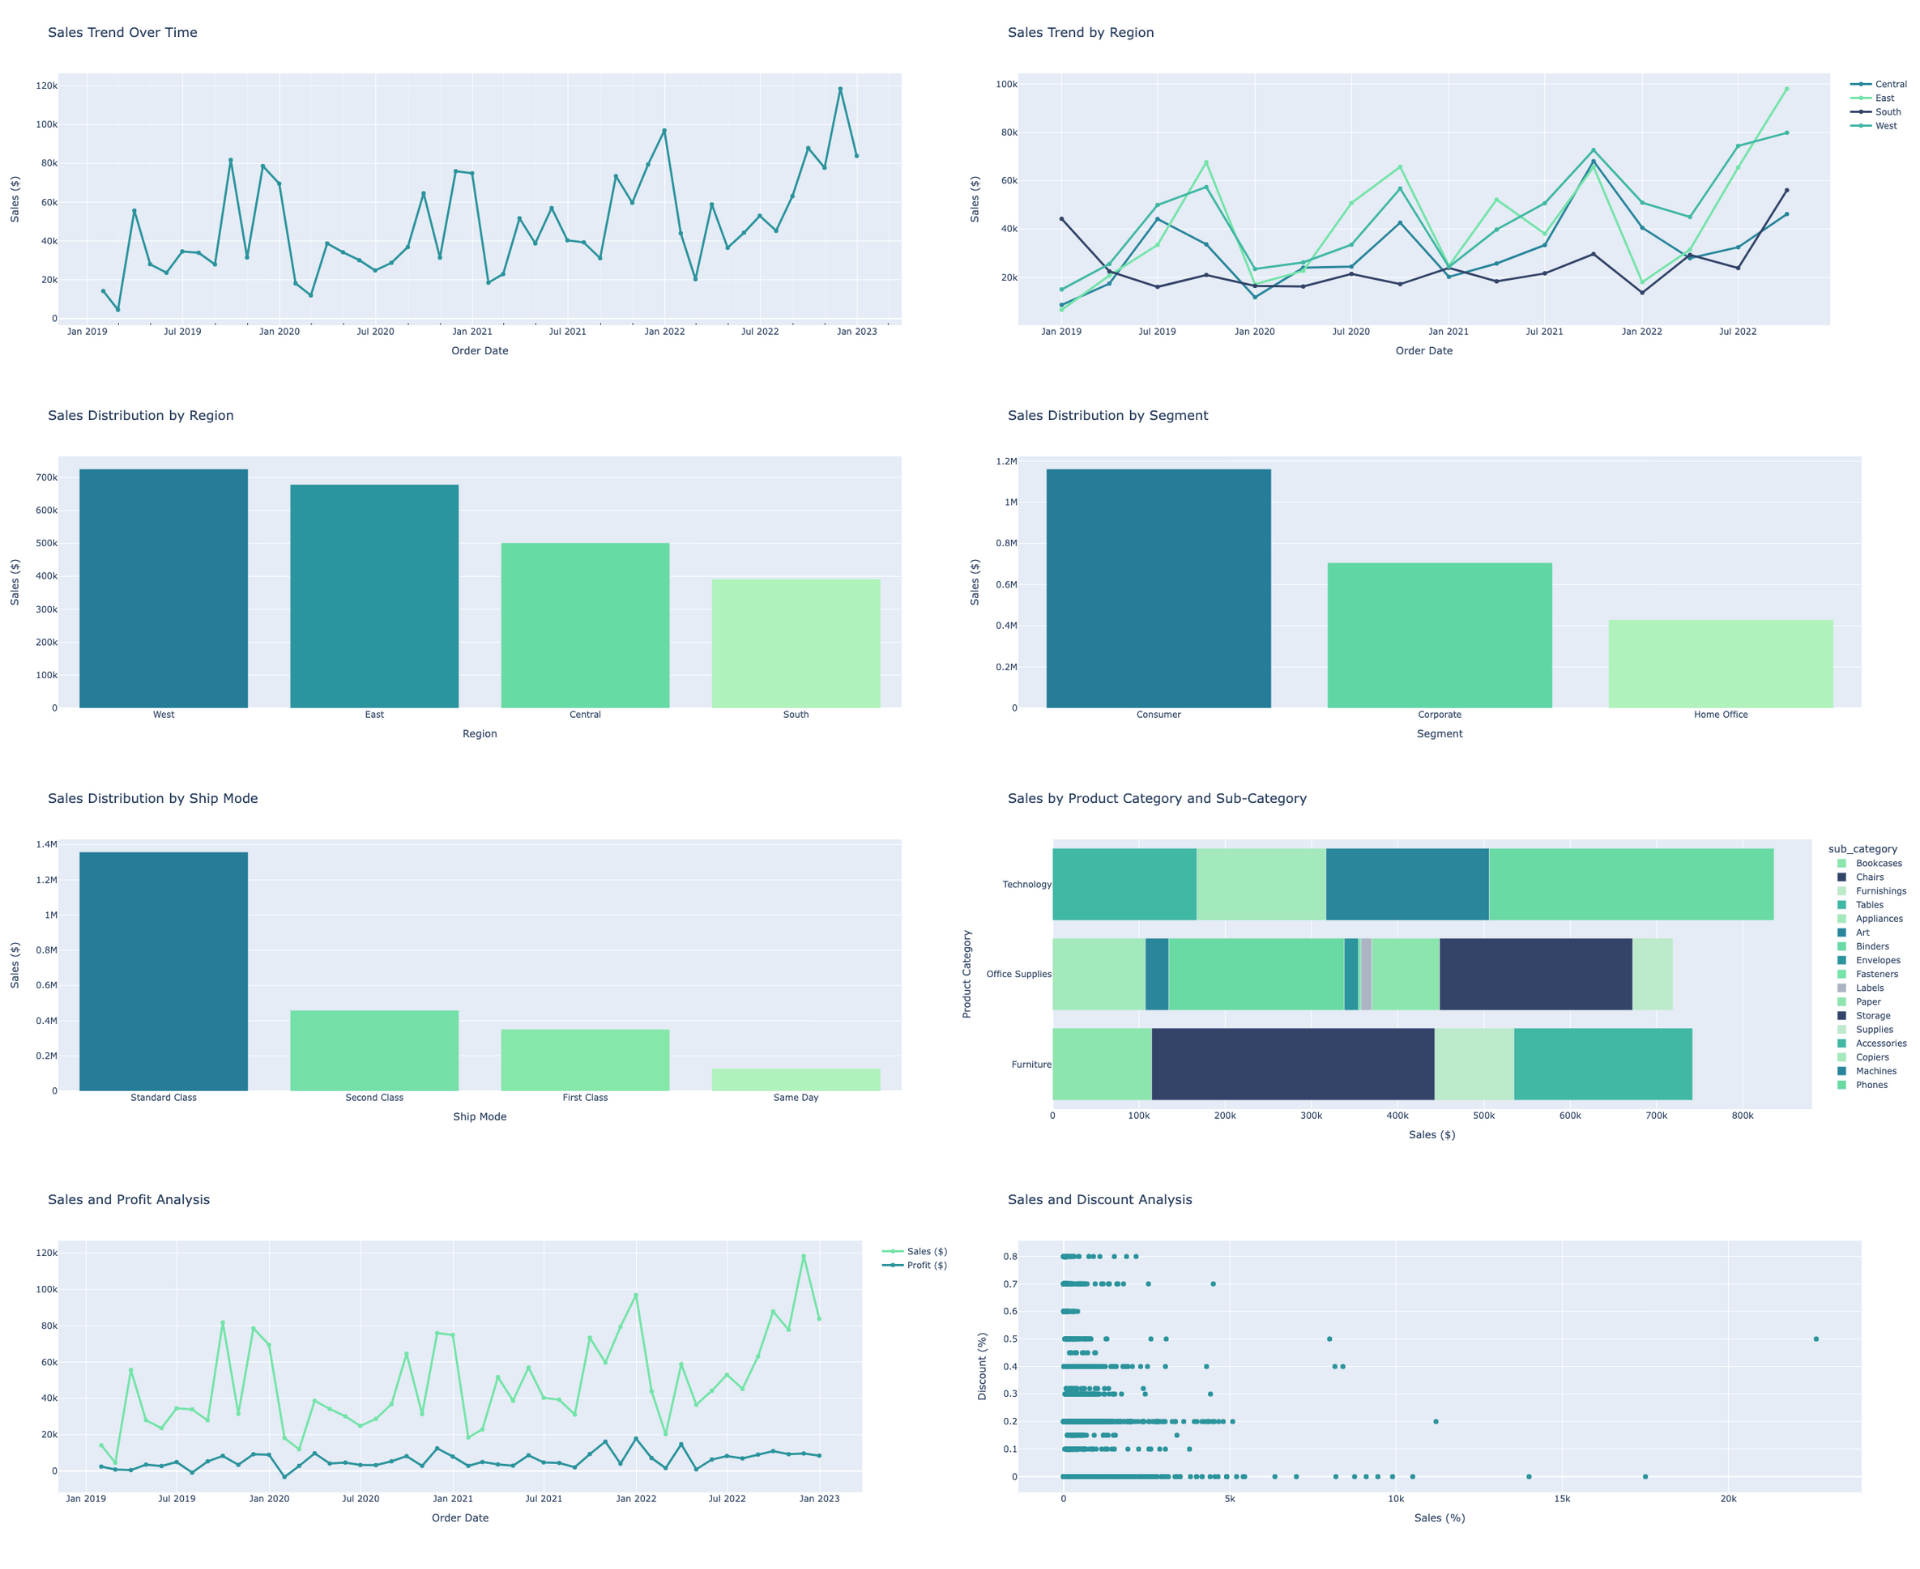 Sales Trend Over Time
Sales ($)
120k
100k
80k
60k
40k
20k
0
Jan 2019 Jul 2019 Jan 2020 Jul 2020 Jan 2021 Jul 2021 Jan 2022 Jul 2022 Jan 2023
Order Date
Sales Trend by Region
Sales ($)
100k
80k
60k
40k
20k
Jan 2019 Jul 2019 Jan 2020 Jul 2020 Jan 2021 Jul 2021 Jan 2022 Jul 2022
Order Date
Central
East
South
West
Sales Distribution by Region
Sales ($)
700k
600k
500k
400k
300k
200k
100k
0
West East Central South
Region
Sales Distribution by Segment
Sales ($)
1.2M
1M
0.8M
0.6M
0.4M
0.2M
0
Consumer Corporate Home Office
Segment
Sales Distribution by Ship Mode
Sales ($)
1.4M
1.2M
1M
0.8M
0.6M
0.4M
0.2M
0
Standard Class Second Class First Class Same Day
Ship Mode
Sales by Product Category and Sub-Category
Product Category
Technology
Office Supplies
Furniture
0 100k 200k 300k 400k 500k 600k 700k 800k
Sales ($)
sub_category
Bookcases
Chairs
Furnishings
Tables
Appliances
Art
Binders
Envelopes
Fasteners
Labels
Paper
Storage
Supplies
Accessories
Copiers
Machines
Phones
Sales and Profit Analysis
120k
100k
80k
60k
40k
20k
0
Jan 2019 Jul 2019 Jan 2020 Jul 2020 Jan 2021 Jul 2021 Jan 2022 Jul 2022 Jan 2023
Order Date
Sales ($)
Profit ($)
Sales and Discount Analysis
Discount (%)
0.8
0.7
0.6
0.5
0.4
0.3
0.2
0.1
0
0 5k 10k 15k 20k
Sales (%)